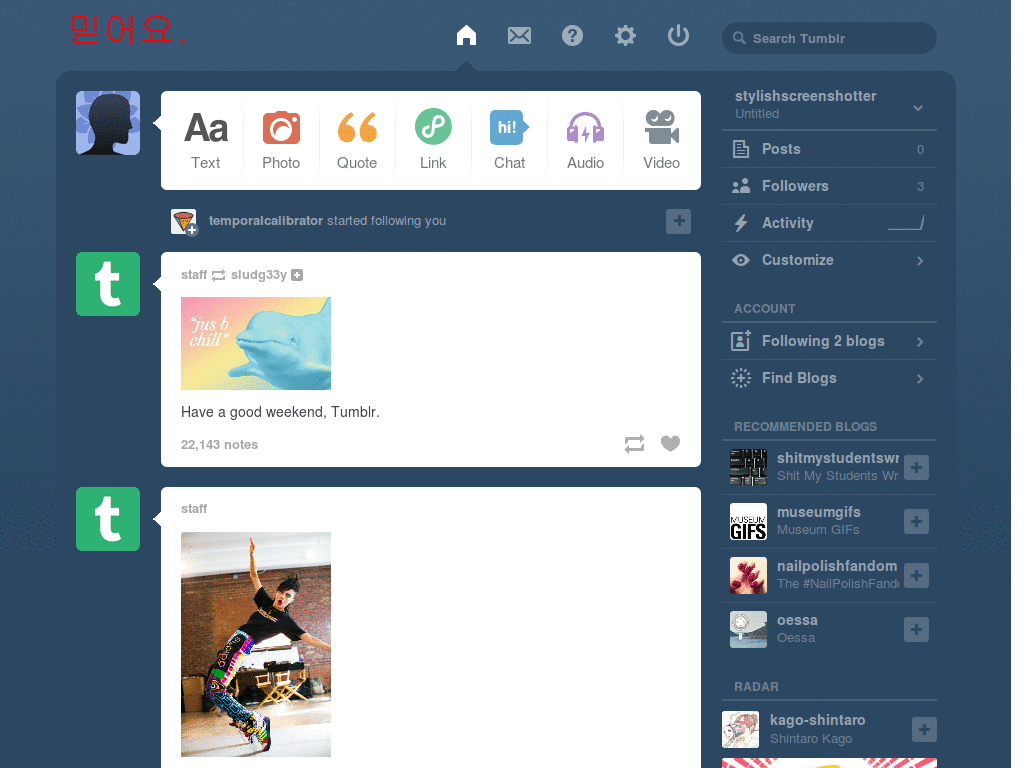 믿어요.
Search Tumblr
Aa
hi!
Text
Photo
Quote
Link
Chat
Audio
Video
temporalcalibrator started following you
t
staff sludg33y
"jus b
chill"
Have a good weekend, Tumblr.
22,143 notes
t
staff
stylishscreenshotter
Untitled
Posts 0
Followers 3
Activity
Customize
ACCOUNT
Following 2 blogs
Find Blogs
RECOMMENDED BLOGS
shitmystudentswr
Shit My Students Wr
MUSEUM
GIFS
museumgifs
Museum GIFs
nailpolishfandom
The #NailPolishFand
oessa
Oessa
RADAR
kago-shintaro
Shintaro Kago